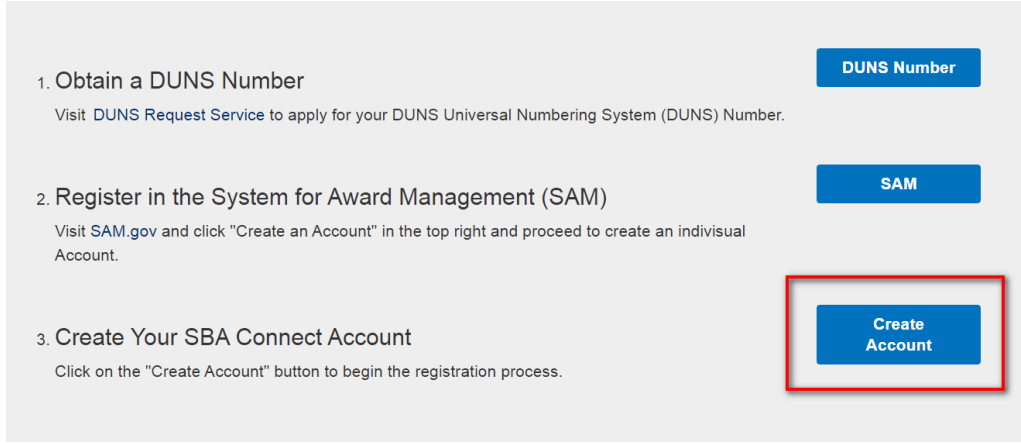 1. Obtain a DUNS Number
DUNS Number
Visit DUNS Request Service to apply for your DUNS Universal Numbering System (DUNS) Number.
2. Register in the System for Award Management (SAM)
SAM
Visit SAM.gov and click "Create an Account" in the top right and proceed to create an indivisual
Account.
3. Create Your SBA Connect Account
Create
Account
Click on the "Create Account" button to begin the registration process.